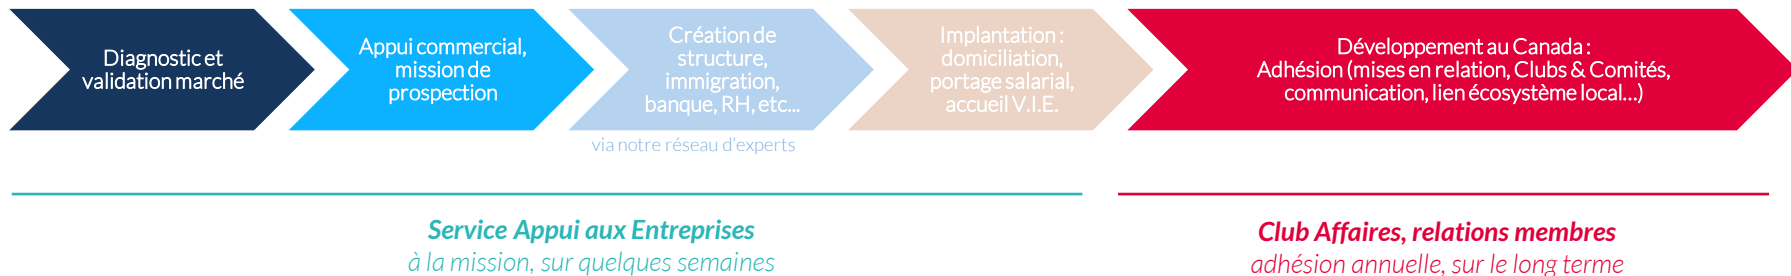 Diagnostic et
validation marché
Appui commercial,
mission de
prospection
Création de
structure,
immigration,
banque, RH, etc...
via notre réseau d'experts
Implantation :
domiciliation,
portage salarial,
accueil V.I.E.
Développement au Canada :
Adhésion (mises en relation, Clubs & Comités,
communication, lien écosystème local...)
Service Appui aux Entreprises
à la mission, sur quelques semaines
Club Affaires, relations membres
adhésion annuelle, sur le long terme